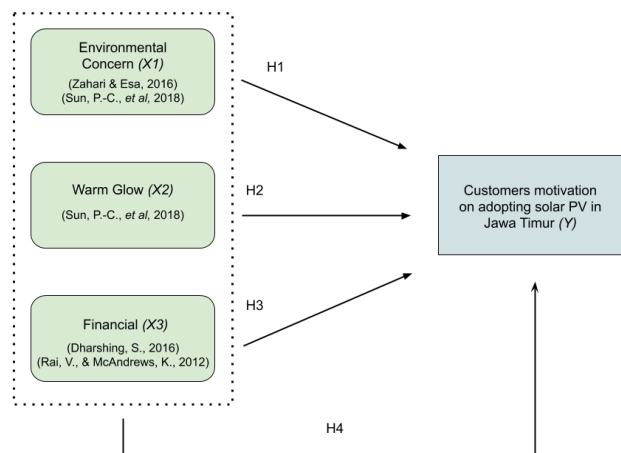 Environmental
Concern (X1)
(Zahari & Esa, 2016)
(Sun, P.-C., et al, 2018)
H1
Warm Glow (X2)
(Sun, P.-C., et al, 2018)
H2
Customers motivation
on adopting solar PV in
Jawa Timur (Y)
Financial (X3)
(Dharshing, S., 2016)
(Rai, V., & McAndrews, K., 2012)
H3
H4